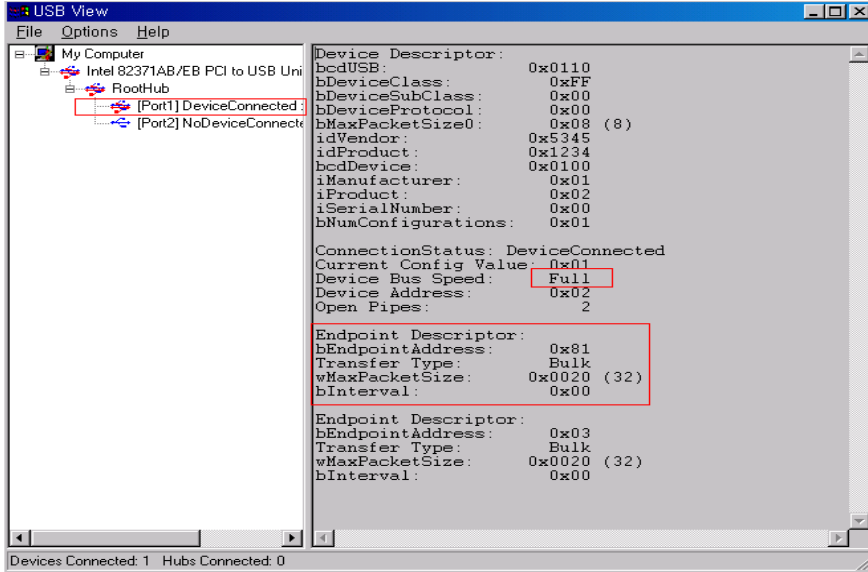 USB View
File Options Help
My Computer
Intel 82371AB/EB PCI to USB Uni
RootHub
[Port1] DeviceConnected :
[Port2] NoDeviceConnecte
Device Descriptor:
bcdUSB: 0x0110
bDeviceClass: 0xFF
bDeviceSubClass: 0x00
bDeviceProtocol: 0x00
bMaxPacketSize0: 0x08 (8)
idVendor: 0x5345
idProduct: 0x1234
bcdDevice: 0x0100
iManufacturer: 0x01
iProduct: 0x02
iSerialNumber: 0x00
bNumConfigurations: 0x01
ConnectionStatus: DeviceConnected
Current Config Value: 0x01
Device Bus Speed: Full
Device Address: 0x02
Open Pipes: 2
Endpoint Descriptor:
bEndpointAddress: 0x81
Transfer Type: Bulk
wMaxPacketSize: 0x0020 (32)
bInterval: 0x00
Endpoint Descriptor:
bEndpointAddress: 0x03
Transfer Type: Bulk
wMaxPacketSize: 0x0020 (32)
bInterval: 0x00
Devices Connected: 1 Hubs Connected: 0